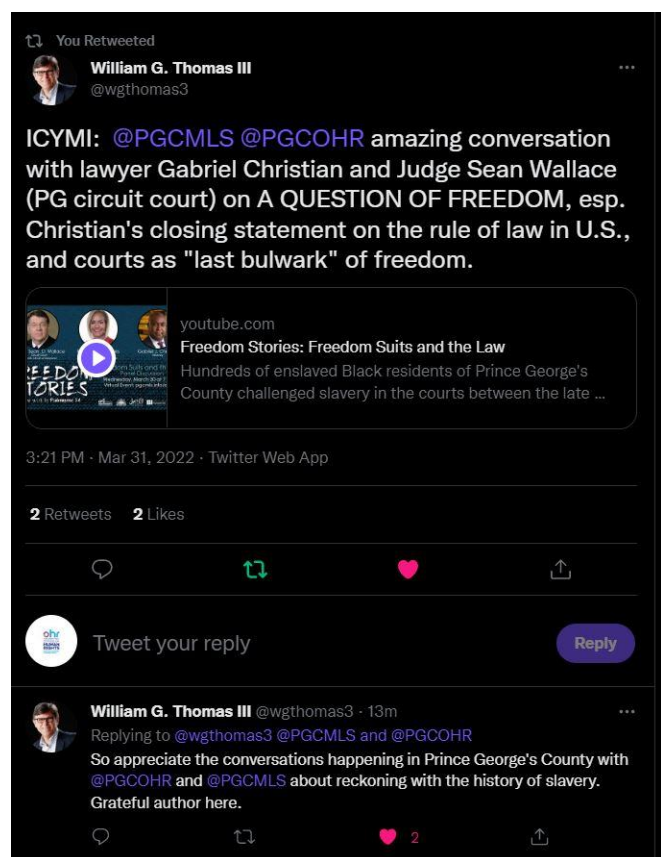 You Retweeted
William G. Thomas III
@wgthomas3
ICYMI: @PGCMLS @PGCOHR amazing conversation
with lawyer Gabriel Christian and Judge Sean Wallace
(PG circuit court) on A QUESTION OF FREEDOM, esp.
Christian's closing statement on the rule of law in U.S.,
and courts as "last bulwark" of freedom.
youtube.com
Freedom Stories: Freedom Suits and the Law
Hundreds of enslaved Black residents of Prince George's
County challenged slavery in the courts between the late ...
3:21 PM · Mar 31, 2022 · Twitter Web App
2 Retweets 2 Likes
ohr
Tweet your reply
Reply
William G. Thomas III @wgthomas3 · 13m
Replying to @wgthomas3 @PGCMLS and @PGCOHR
So appreciate the conversations happening in Prince George's County with
@PGCOHR and @PGCMLS about reckoning with the history of slavery.
Grateful author here.
2